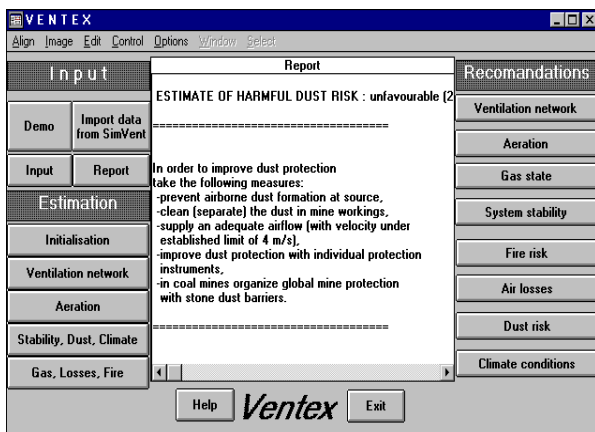 VENTEX
Align Image Edit Control Options Window Select
Input
Demo
Import data
from SimVent
Input
Report
Estimation
Initialisation
Ventilation network
Aeration
Stability, Dust, Climate
Gas, Losses, Fire
Report
ESTIMATE OF HARMFUL DUST RISK : unfavourable (2
====================================
In order to improve dust protection
take the following measures:
-prevent airborne dust formation at source,
-clean (separate) the dust in mine workings,
-supply an adequate airflow (with velocity under
established limit of 4 m/s),
-improve dust protection with individual protection
instruments,
-in coal mines organize global mine protection
with stone dust barriers.
====================================
Recomandations
Ventilation network
Aeration
Gas state
System stability
Fire risk
Air losses
Dust risk
Climate conditions
Help
Ventex
Exit